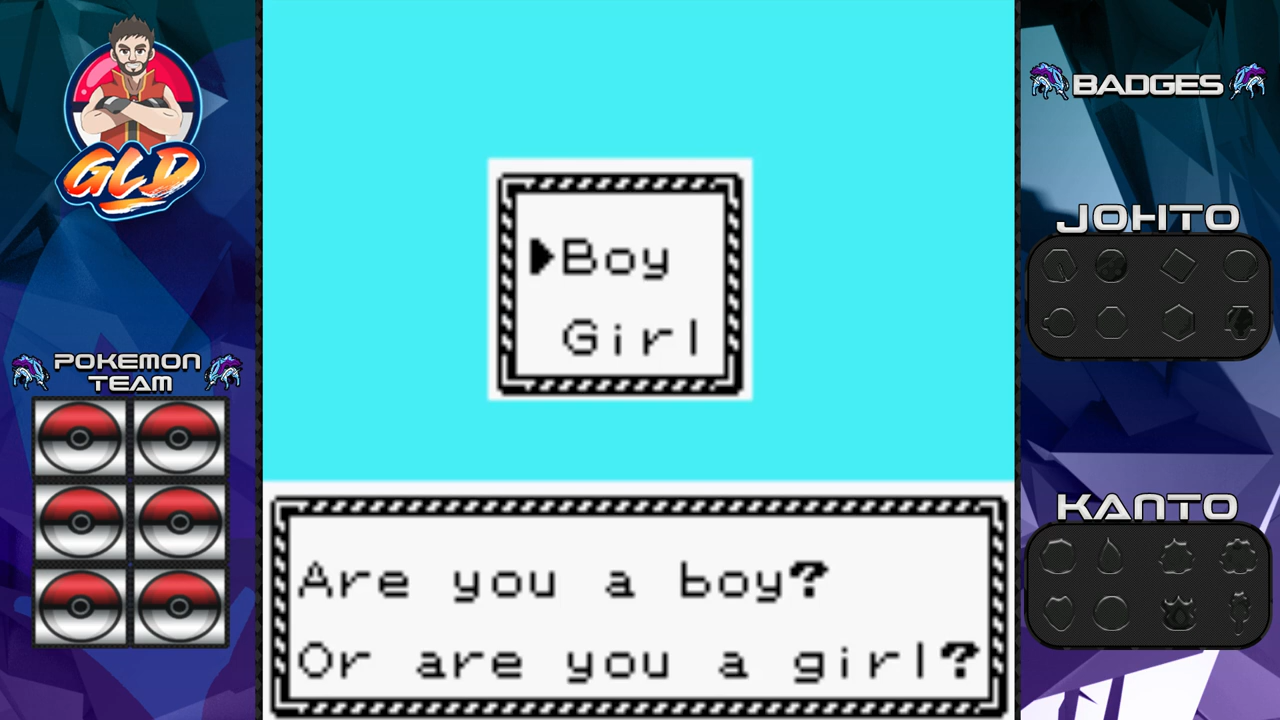 GLD
POKEMON
TEAM
Boy
Girl
Are you a boy?
Or are you a girl?
BADGES
JOHTO
KANTO